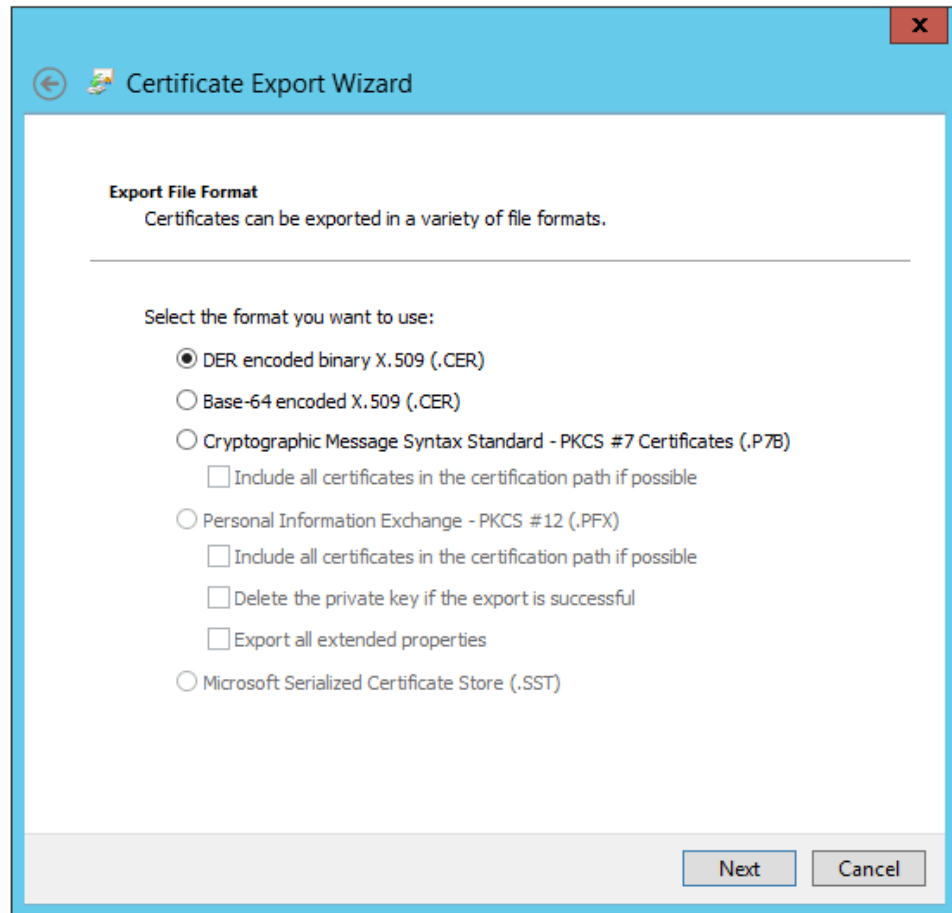 x
Certificate Export Wizard
Export File Format
Certificates can be exported in a variety of file formats.
Select the format you want to use:
DER encoded binary X.509 (.CER)
Base-64 encoded X.509 (.CER)
Cryptographic Message Syntax Standard - PKCS #7 Certificates (.P7B)
Include all certificates in the certification path if possible
Personal Information Exchange - PKCS #12 (.PFX)
Include all certificates in the certification path if possible
Delete the private key if the export is successful
Export all extended properties
Microsoft Serialized Certificate Store (.SST)
Next Cancel